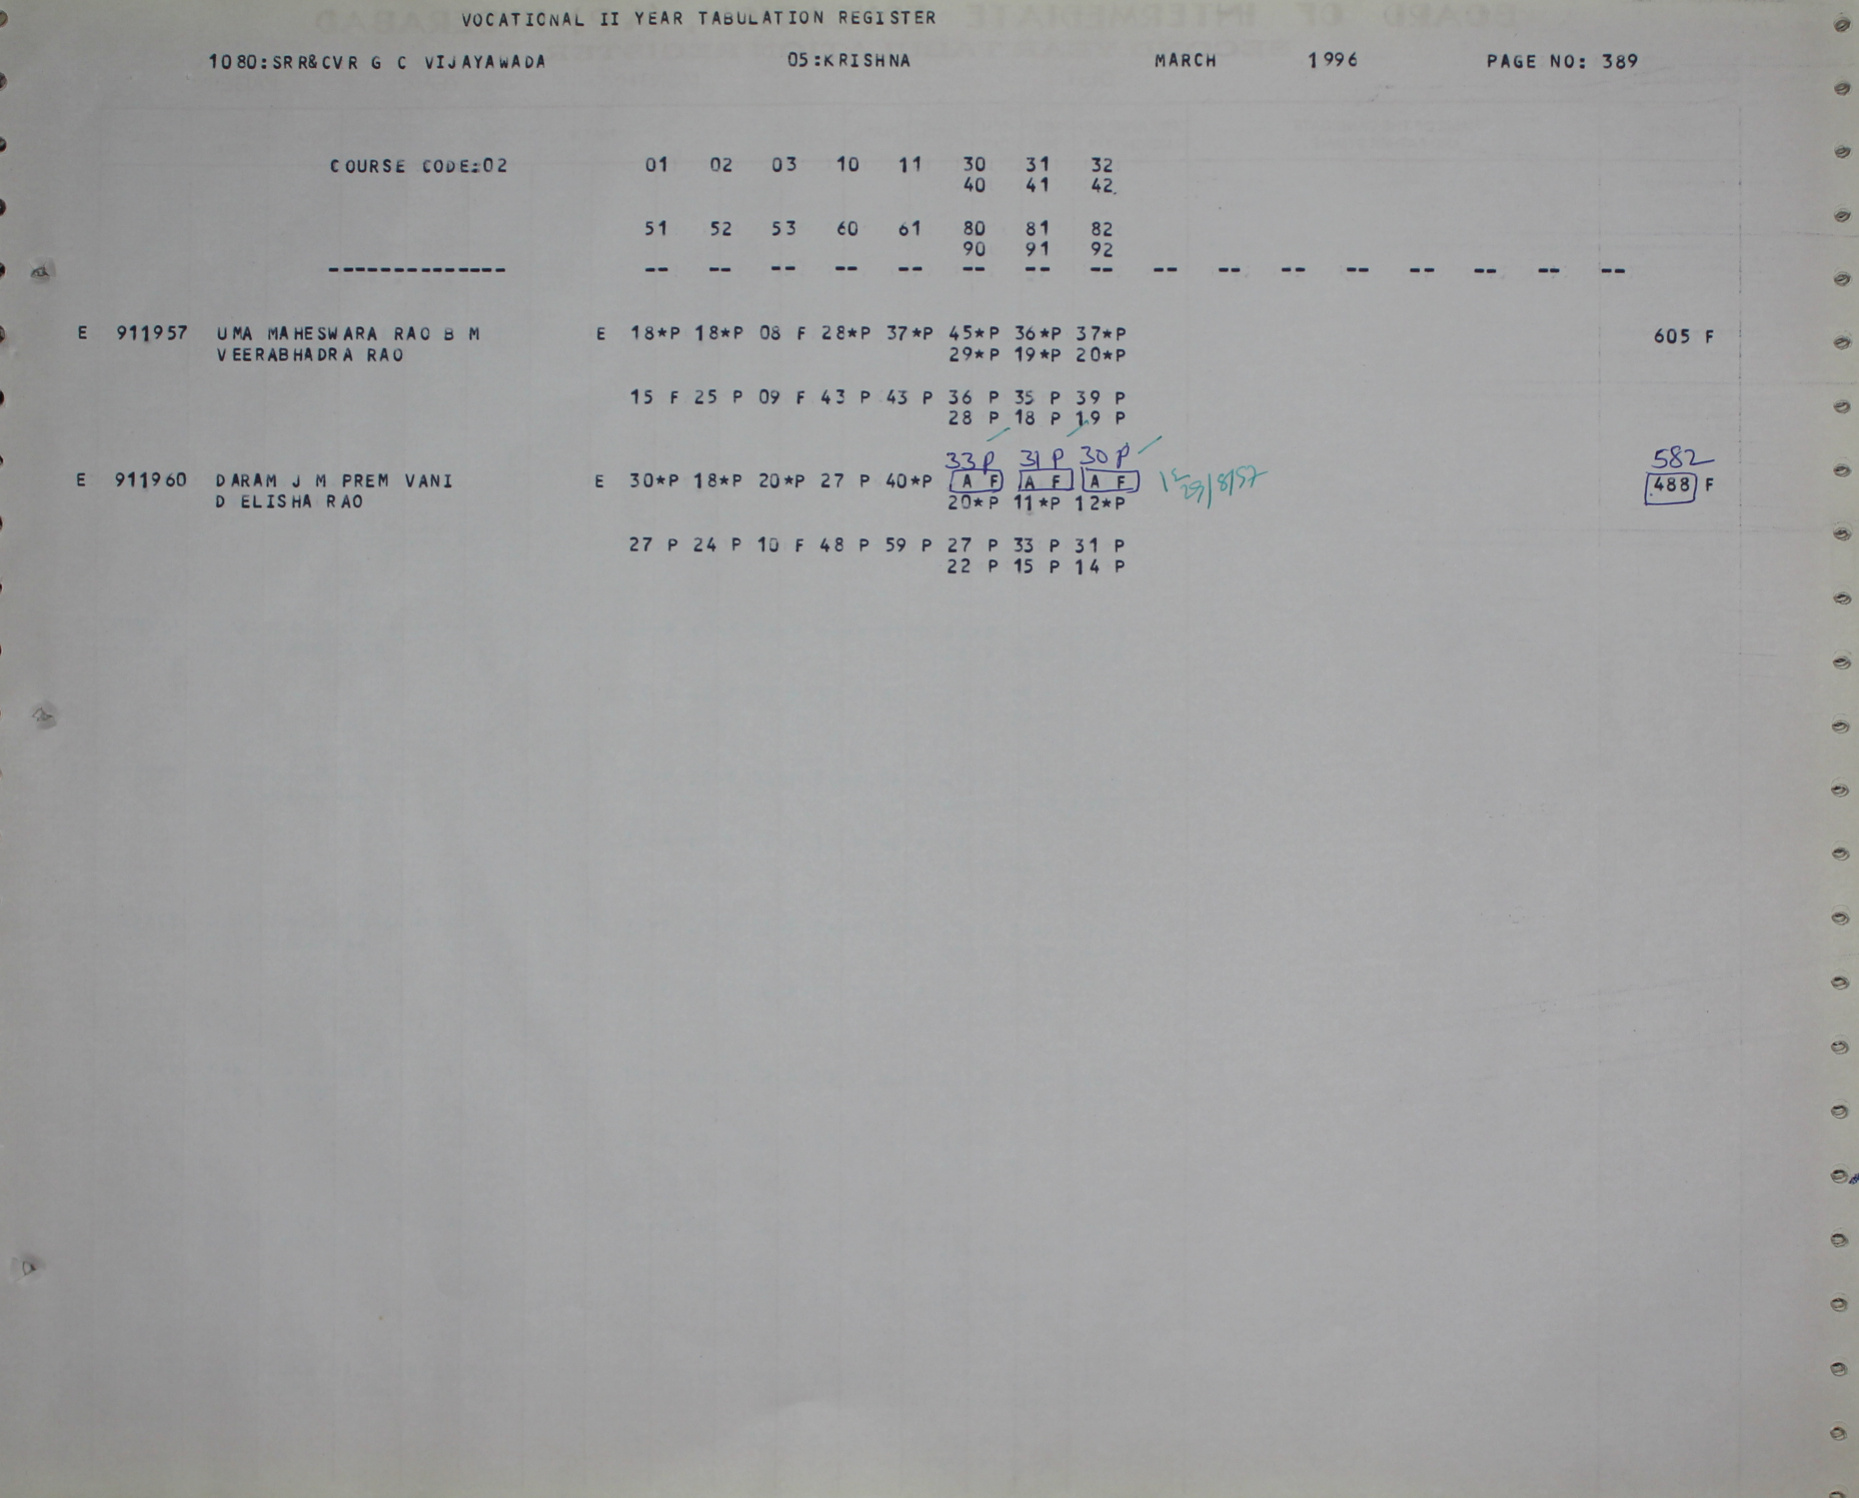 VOCATIONAL II YEAR TABULATION REGISTER
1080:SRR&CVR G C VIJAYAWADA 05:KRISHNA MARCH 1996 PAGE NO: 389
COURSE CODE:02 01 02 03 10 11 30 31 32
40 41 42
51 52 53 60 61 80 81 82
90 91 92
-------------- -- -- -- -- -- -- -- -- -- -- -- -- -- -- -- --
E 911957 UMA MAHESWARA RAO B M E 18*P 18*P 08 F 28*P 37*P 45*P 36*P 37*P 605 F
VEERABHADRA RAO 29*P 19*P 20*P
15 F 25 P 09 F 43 P 43 P 36 P 35 P 39 P
28 P 18 P 19 P
33 P 31 P 30 P 582
E 911960 DARAM J M PREM VANI E 30*P 18*P 20*P 27 P 40*P A F A F A F 488 F
D ELISHA RAO 20*P 11*P 12*P
27 P 24 P 10 F 48 P 59 P 27 P 33 P 31 P
22 P 15 P 14 P